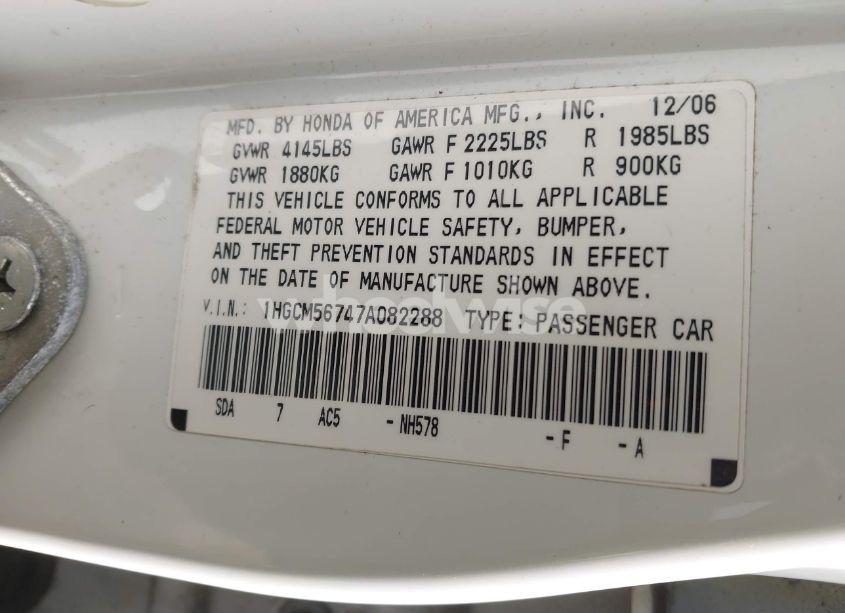 MFD. BY HONDA OF AMERICA MFG., INC. 12/06
GVWR 4145LBS GAWR F 2225LBS R 1985LBS
GVWR 1880KG GAWR F 1010KG R 900KG
THIS VEHICLE CONFORMS TO ALL APPLICABLE
FEDERAL MOTOR VEHICLE SAFETY, BUMPER,
AND THEFT PREVENTION STANDARDS IN EFFECT
ON THE DATE OF MANUFACTURE SHOWN ABOVE.
V.I.N.: 1HGCM56747A082288 TYPE: PASSENGER CAR
wheelwise
SDA 7 AC5 - NH578 - F - A